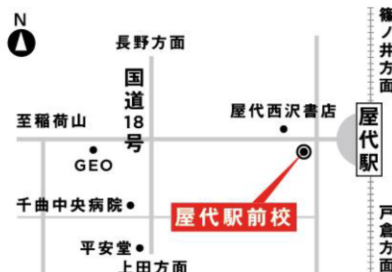 N
長野方面
篠ノ井方面
国道18号
屋代西沢書店
至稲荷山
屋代駅
GEO
千曲中央病院
屋代駅前校
平安堂
上田方面
戸倉方面